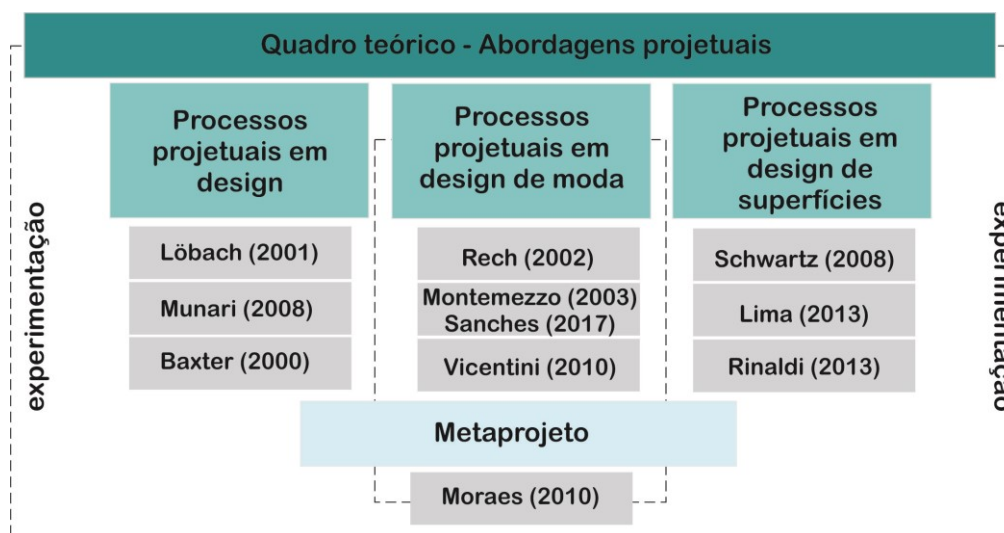 Quadro teórico - Abordagens projetuais
Processos
projetuais em
design
Löbach (2001)
Munari (2008)
Baxter (2000)
Processos
projetuais em
design de moda
Rech (2002)
Montemezzo (2003)
Sanches (2017)
Vicentini (2010)
Processos
projetuais em
design de
superfícies
Schwartz (2008)
Lima (2013)
Rinaldi (2013)
Metaprojeto
Moraes (2010)
experimentação
experimentação